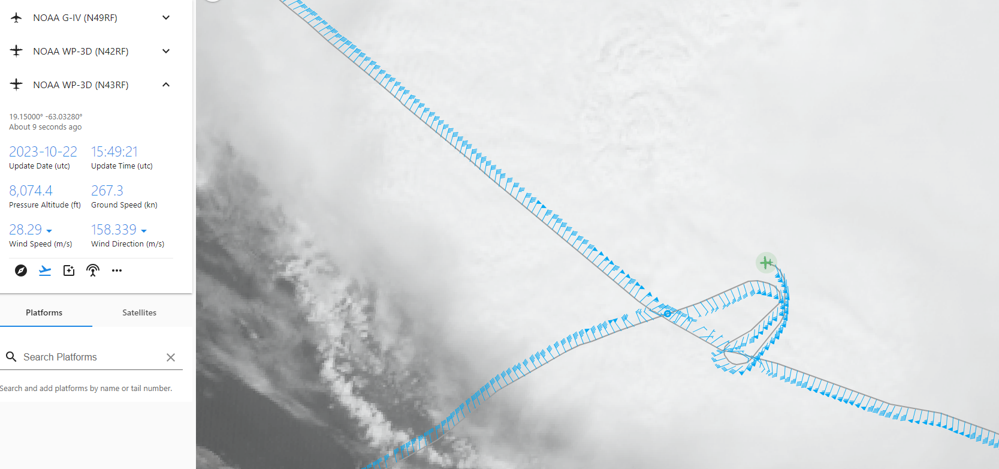 NOAA G-IV (N49RF)
NOAA WP-3D (N42RF)
NOAA WP-3D (N43RF)
19.15000° -63.03280°
About 9 seconds ago
2023-10-22 15:49:21
Update Date (utc) Update Time (utc)
8,074.4 267.3
Pressure Altitude (ft) Ground Speed (kn)
28.29 158.339
Wind Speed (m/s) Wind Direction (m/s)
Platforms Satellites
Search Platforms
Search and add platforms by name or tail number.